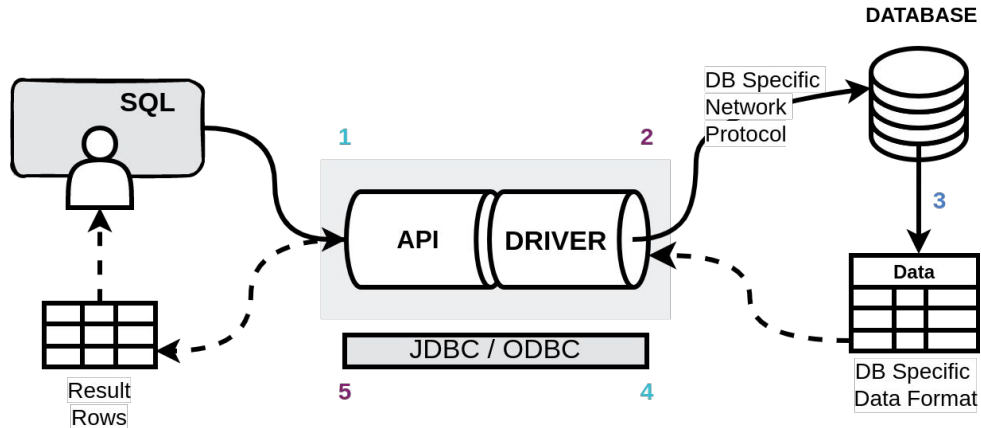 DATABASE
SQL
DB Specific
Network
Protocol
1
2
3
API
DRIVER
Data
JDBC / ODBC
DB Specific
Data Format
Result
Rows
5
4